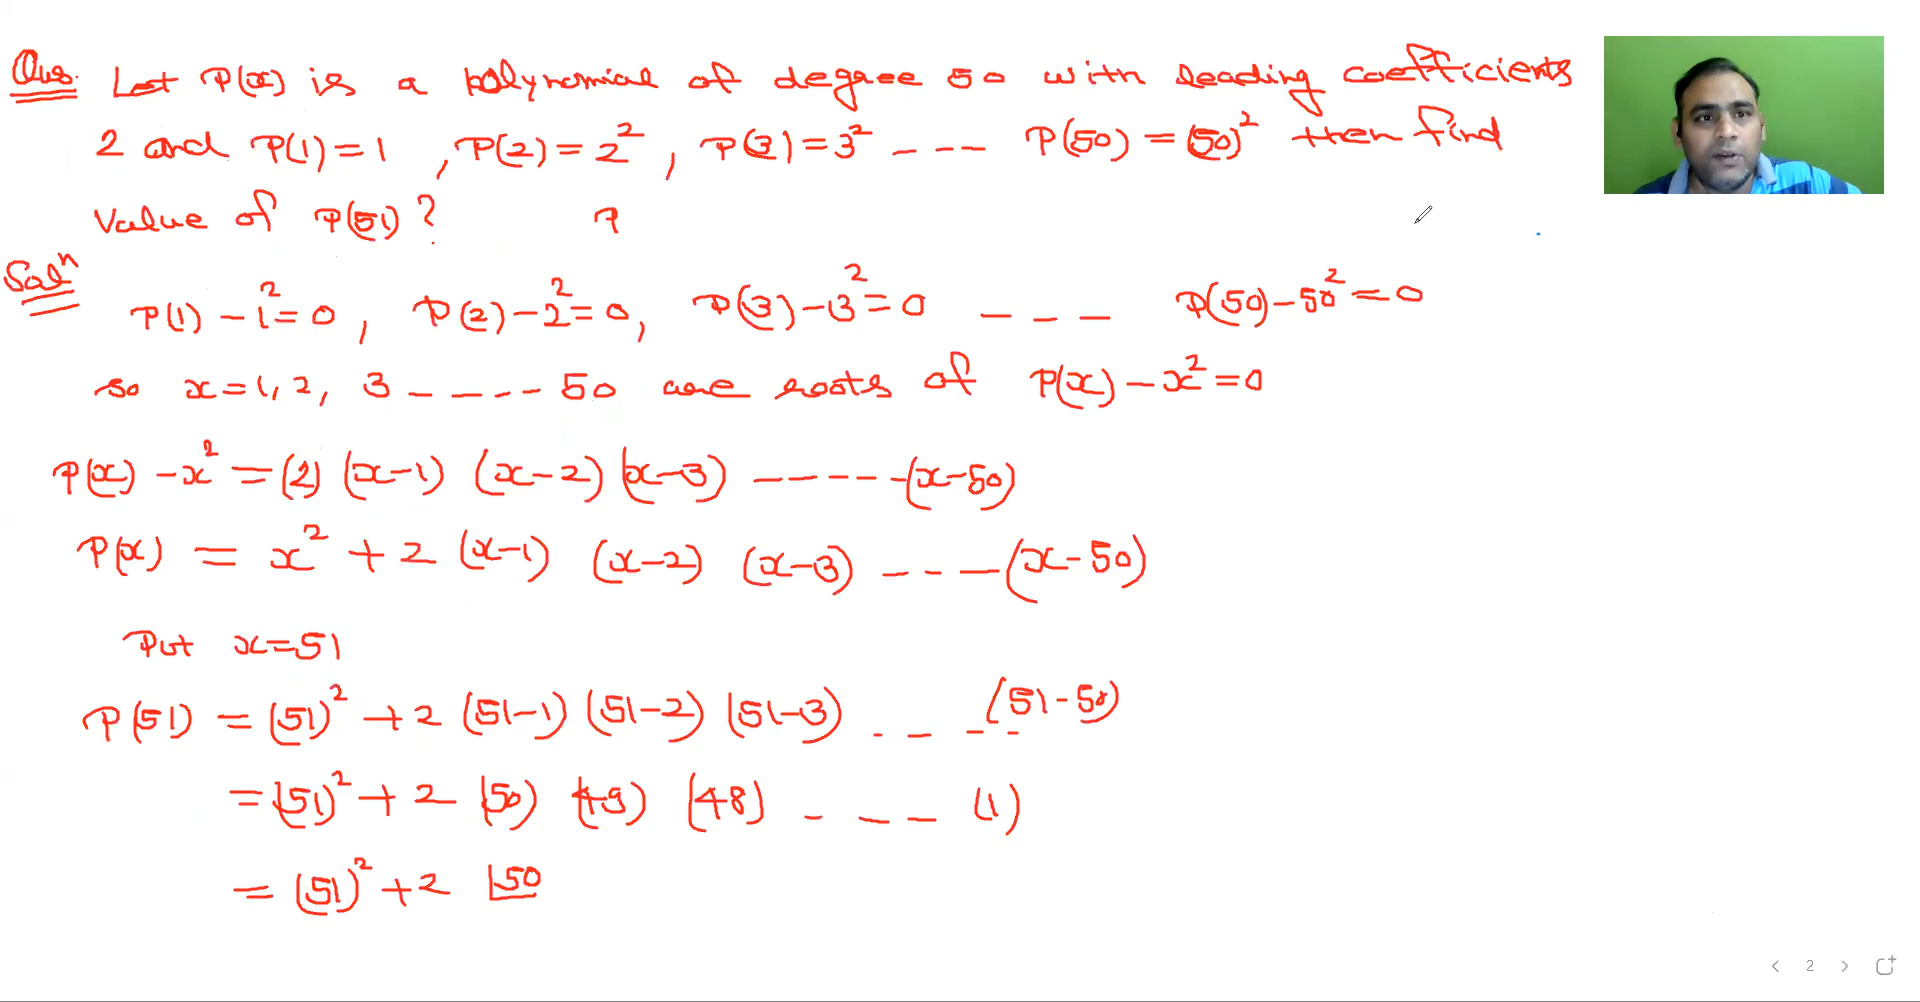 Ques. Let P(x) is a polynomial of degree 50 with leading coefficients
2 and P(1)=1 , P(2)=2², P(3)=3² ---- P(50)=(50)² then find
value of P(51)?
Solⁿ
P(1)-1²=0, P(2)-2²=0, P(3)-3²=0 --- P(50)-50²=0
so x=1,2,3 ---- 50 are roots of P(x)-x²=0
P(x)-x²=(2)(x-1)(x-2)(x-3)------(x-50)
P(x) = x²+2(x-1)(x-2)(x-3)----(x-50)
Put x=51
P(51) = (51)²+2(51-1)(51-2)(51-3)----(51-50)
=(51)²+2(50)(49)(48)----(1)
= (51)²+2 |50
2